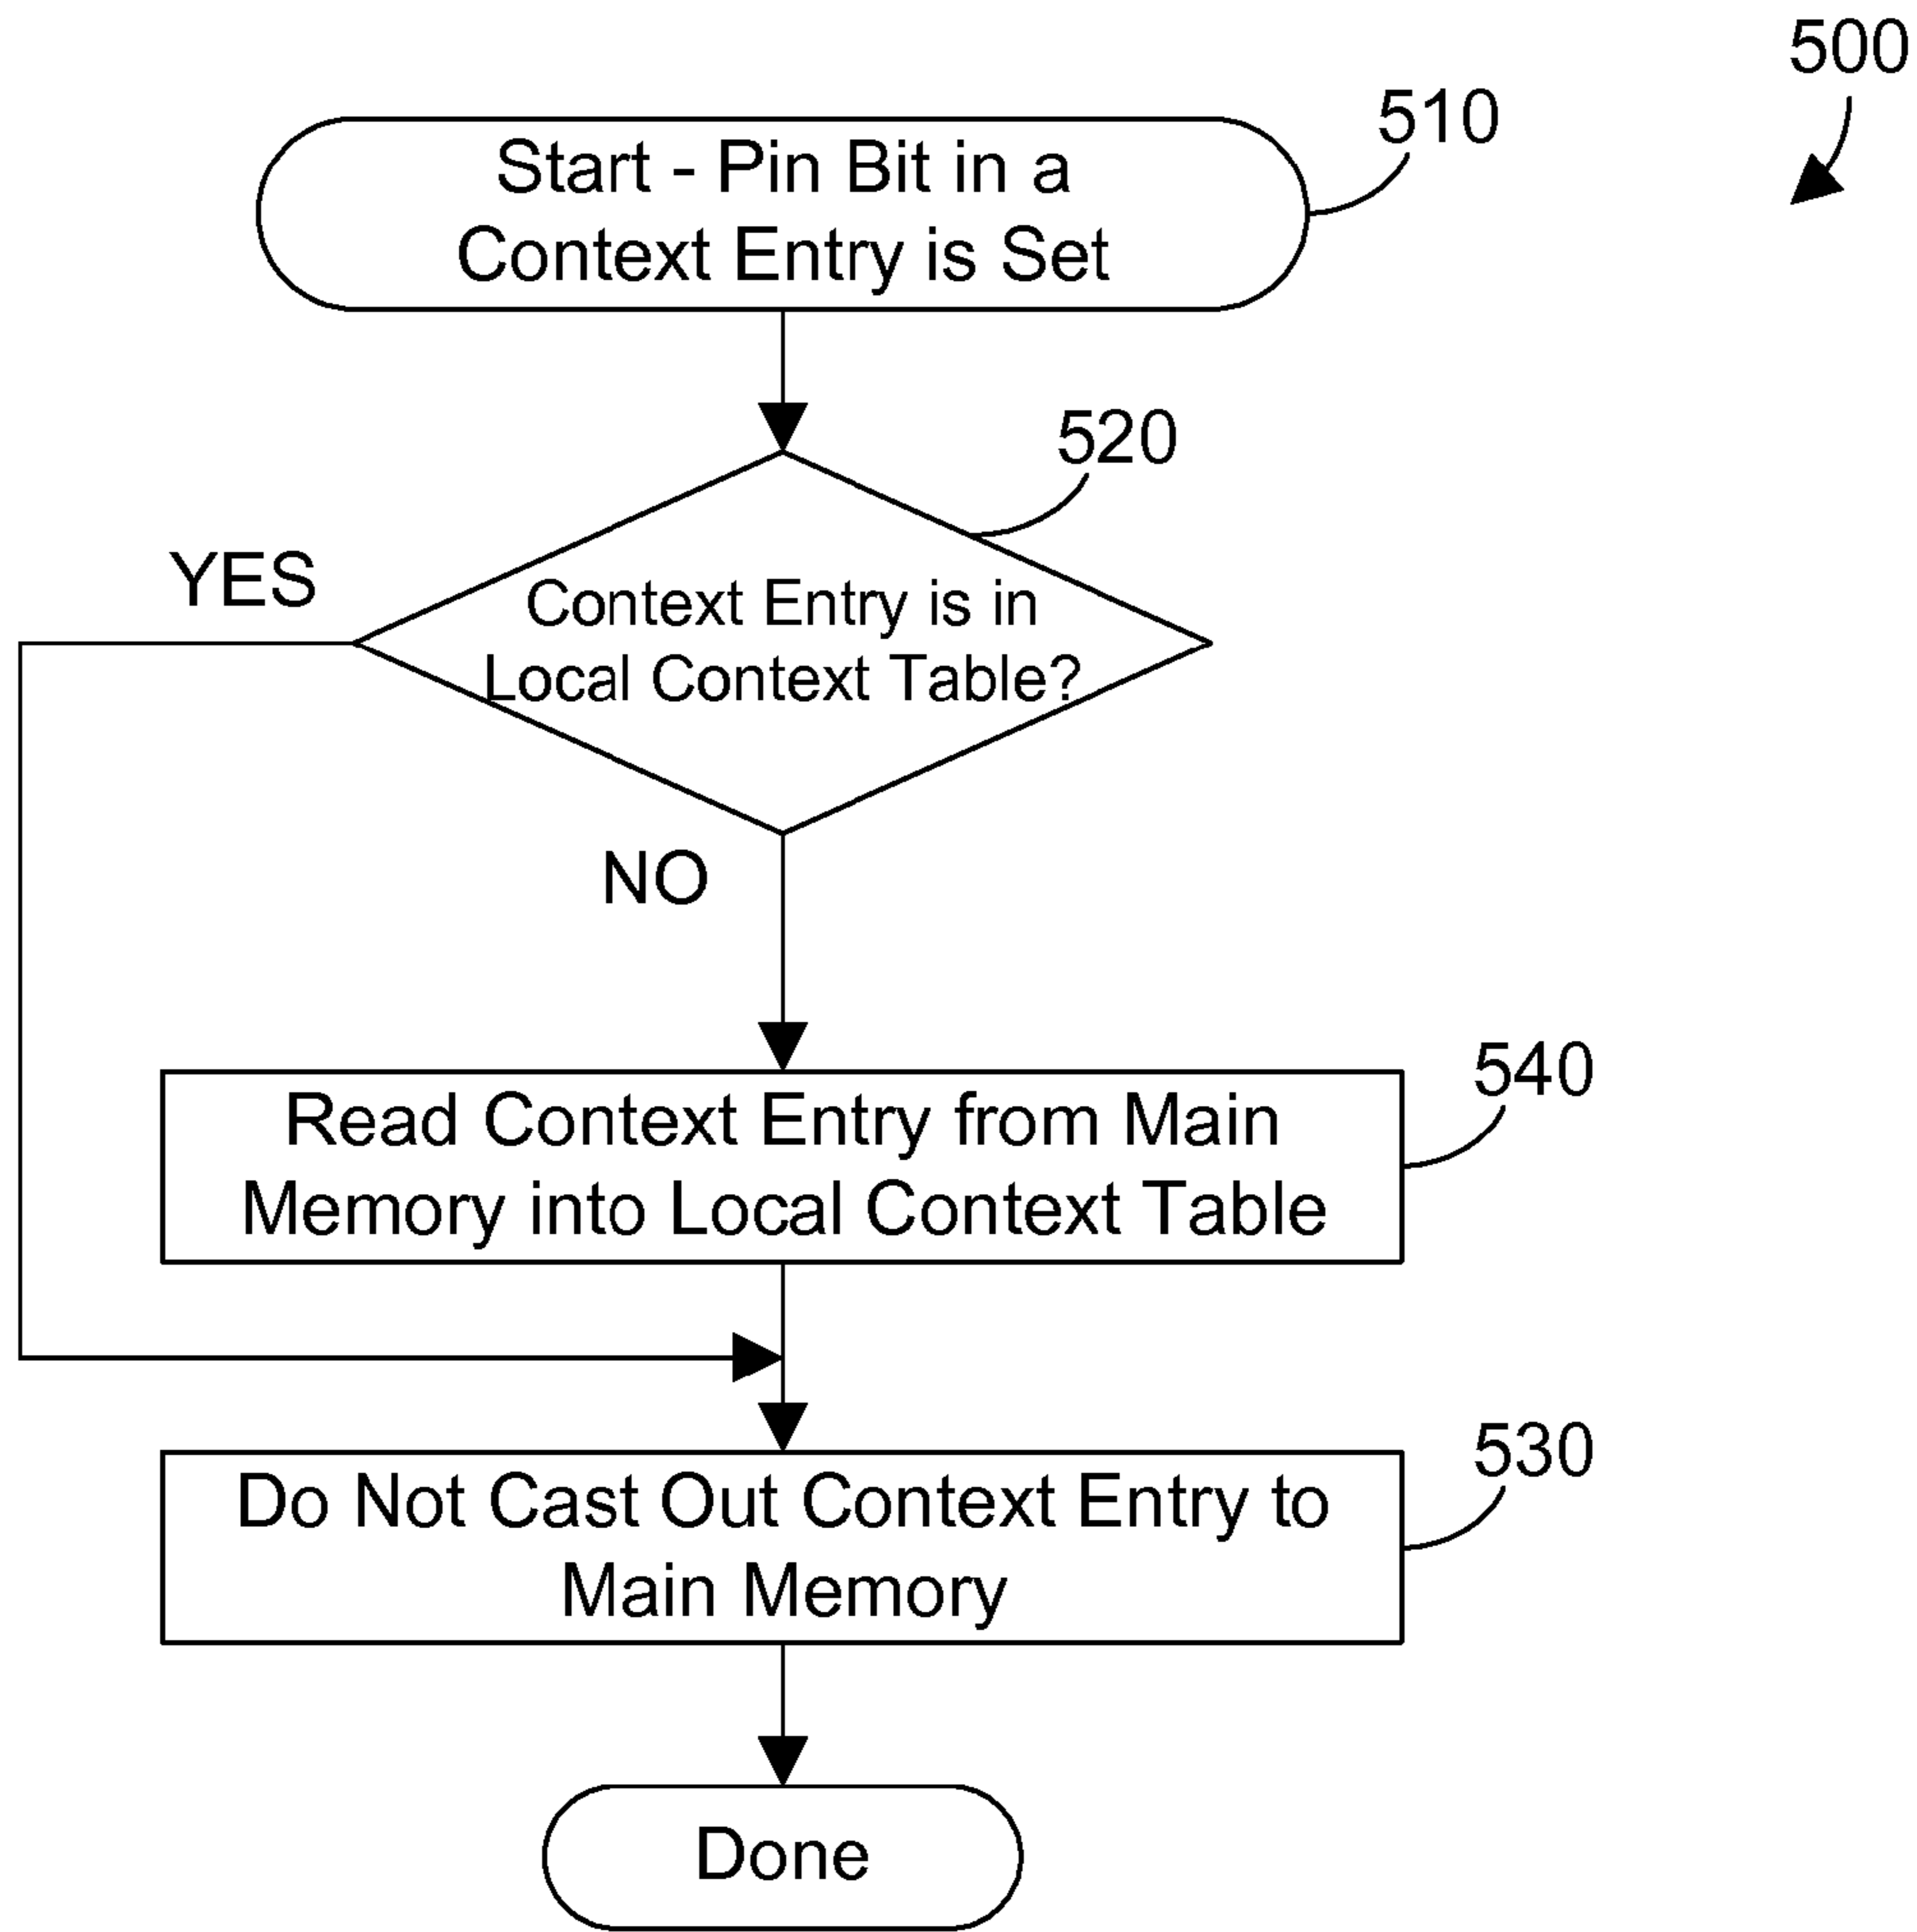 500
510
Start - Pin Bit in a
Context Entry is Set
520
YES
Context Entry is in
Local Context Table?
NO
540
Read Context Entry from Main
Memory into Local Context Table
530
Do Not Cast Out Context Entry to
Main Memory
Done